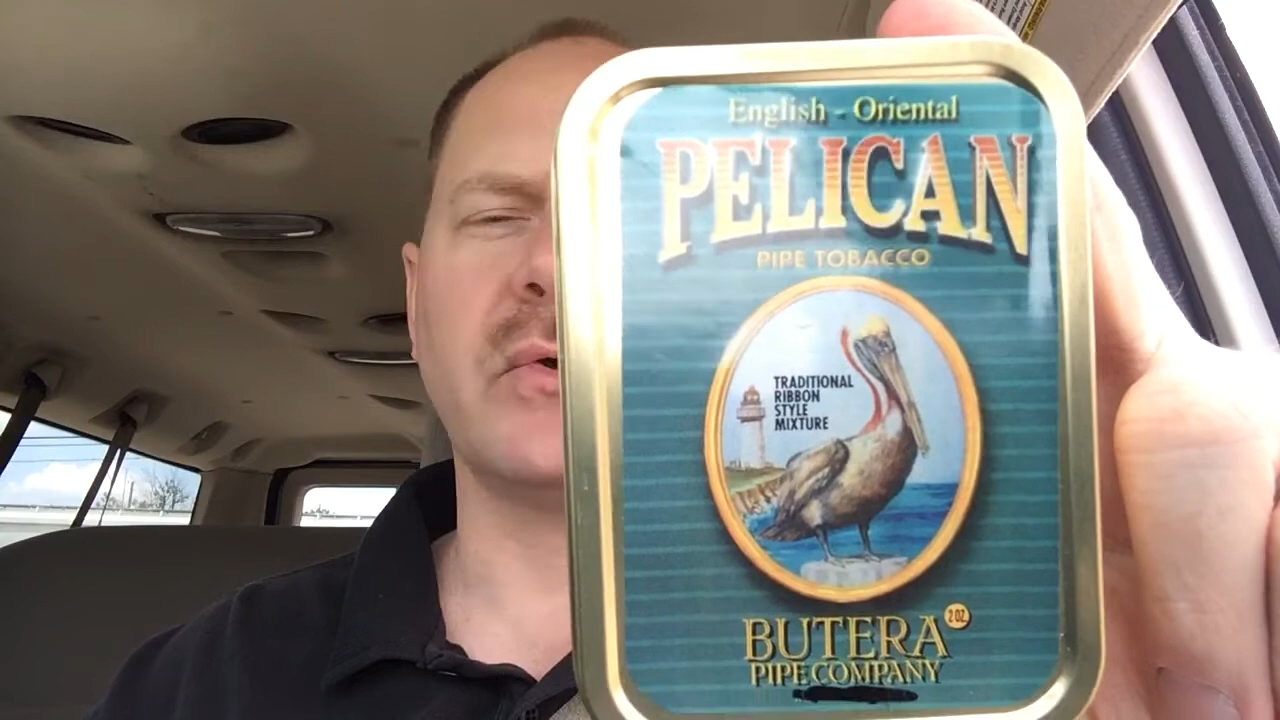 English - Oriental
PELICAN
PIPE TOBACCO
TRADITIONAL
RIBBON
STYLE
MIXTURE
BUTERA
2 OZ.
PIPE COMPANY